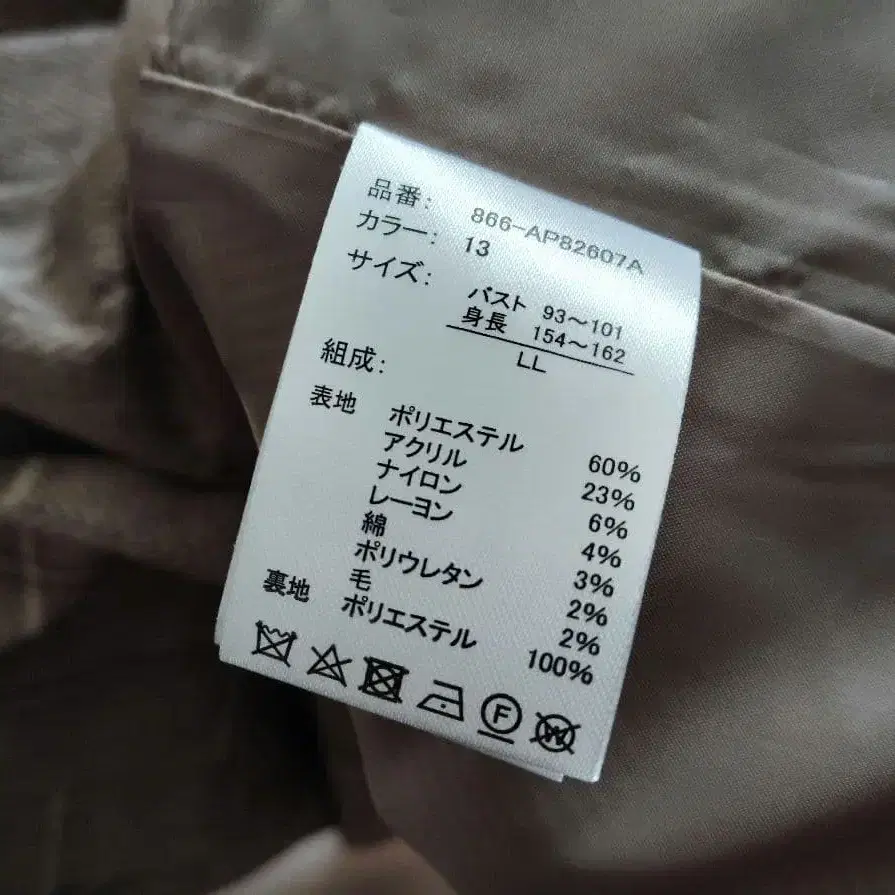 品番: 866-AP82607A
カラー: 13
サイズ:
バスト 93～101
身長 154～162
LL
組成:
表地 ポリエステル 60%
アクリル 23%
ナイロン 6%
レーヨン 4%
綿 3%
ポリウレタン 2%
毛 2%
裏地 ポリエステル 100%
F W